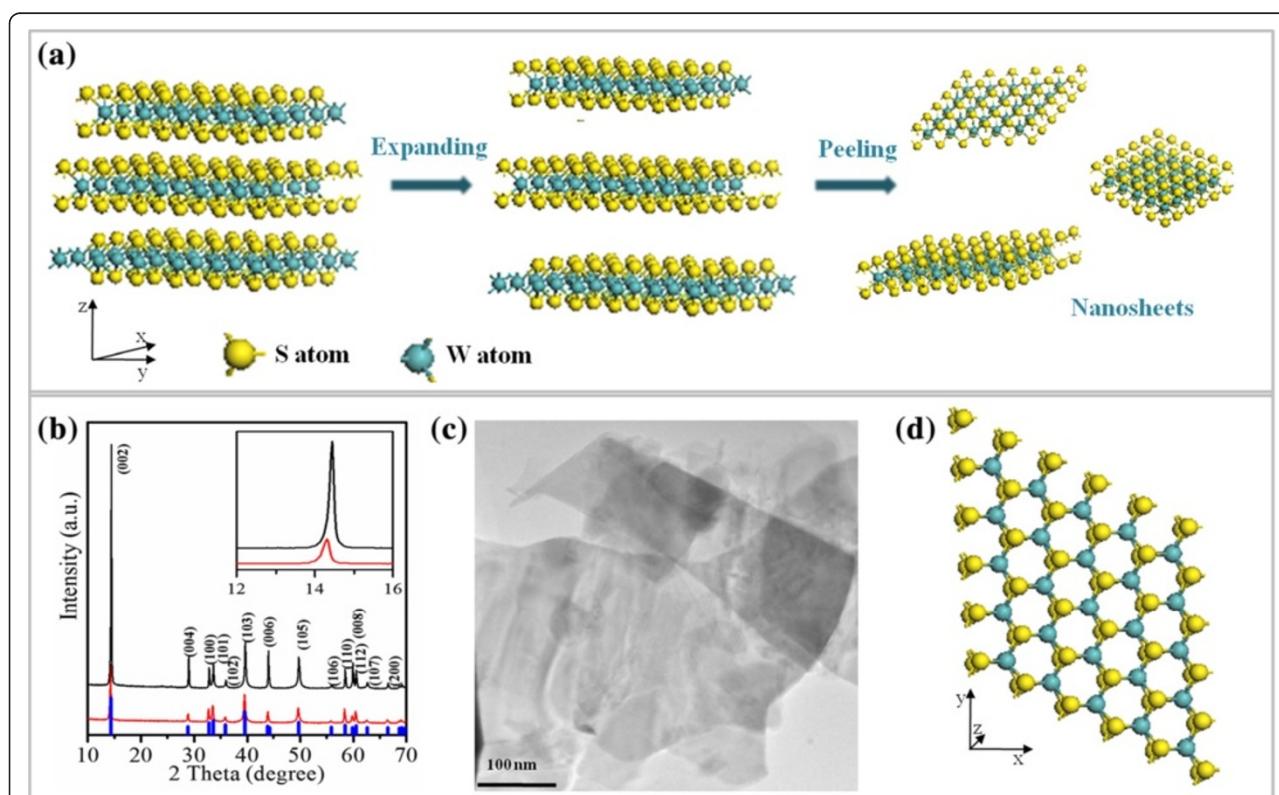 (a)
Expanding
Peeling
Nanosheets
z
x
y
S atom
W atom
(b)
Intensity (a.u.)
(002)
12 14 16
(004)
(100)
(101)
(102)
(103)
(006)
(105)
(106)
(110)
(008)
(112)
(107)
(200)
10 20 30 40 50 60 70
2 Theta (degree)
(c)
100 nm
(d)
y
z
x